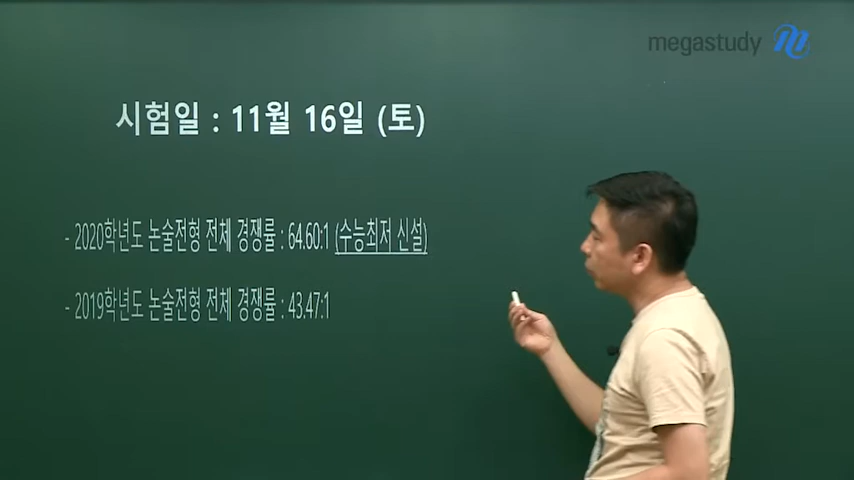 megastudy
시험일 : 11월 16일 (토)
- 2020학년도 논술전형 전체 경쟁률 : 64.60:1 (수능최저 신설)
- 2019학년도 논술전형 전체 경쟁률 : 43.47:1